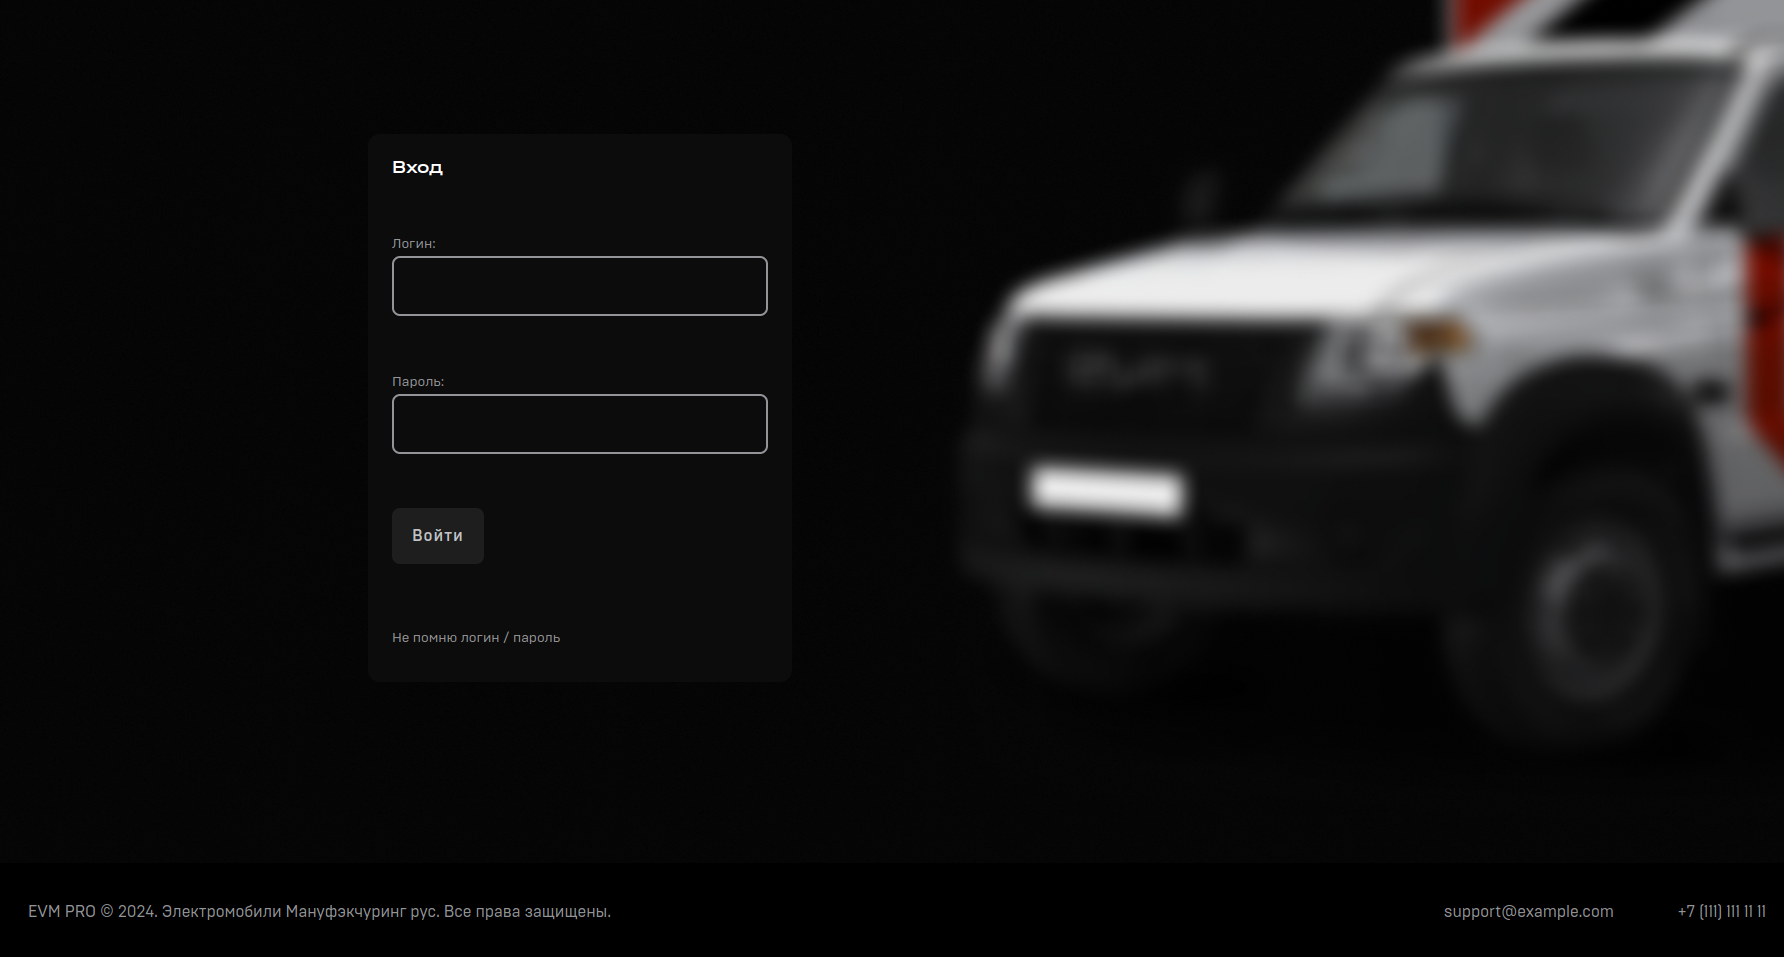 Вход
Логин:
Пароль:
Войти
Не помню логин / пароль
EVM PRO © 2024. Электромобили Мануфэкчуринг рус. Все права защищены.
support@example.com
+7 (111) 111 11 11